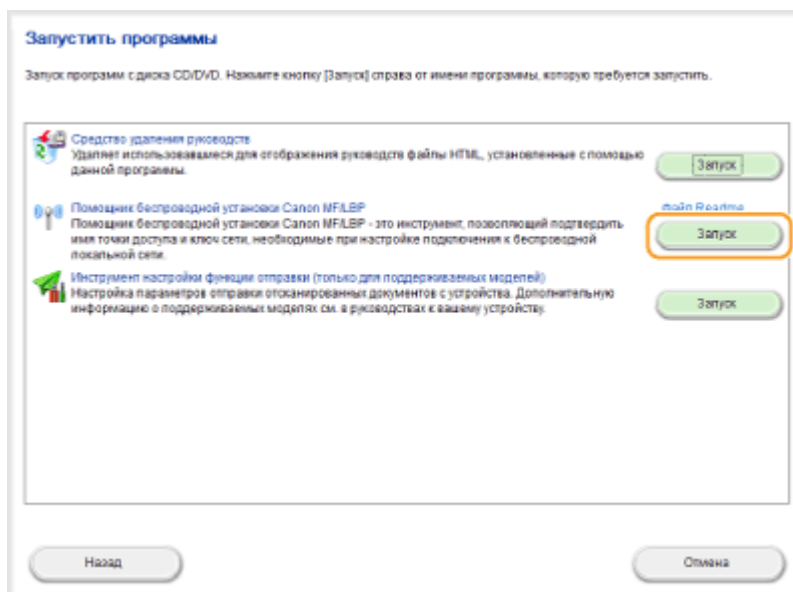 Запустить программы
Запуск программ с диска CD/DVD. Нажмите кнопку [Запуск] справа от имени программы, которую требуется запустить.
Средство удаления руководств
Удаляет использовавшиеся для отображения руководств файлы HTML, установленные с помощью
данной программы.
Запуск
Помощник беспроводной установки Canon MF/LBP
Файл Readme
Помощник беспроводной установки Canon MF/LBP - это инструмент, позволяющий подтвердить
имя точки доступа и ключ сети, необходимые при настройке подключения к беспроводной
локальной сети.
Запуск
Инструмент настройки функции отправки (только для поддерживаемых моделей)
Настройка параметров отправки отсканированных документов с устройства. Дополнительную
информацию о поддерживаемых моделях см. в руководствах к вашему устройству.
Запуск
Назад
Отмена